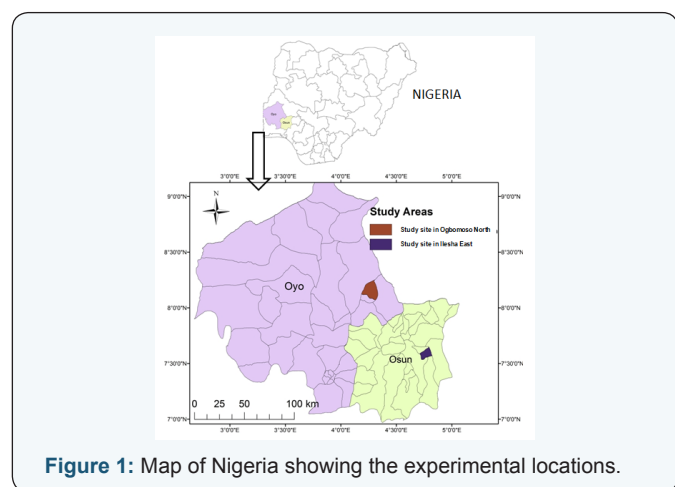 NIGERIA
Oyo
Osun
3°0'0"E 3°30'0"E 4°0'0"E 4°30'0"E 5°0'0"E
9°0'0"N 9°0'0"N
N
Study Areas
Study site in Ogbomoso North
Study site in Ilesha East
8°30'0"N 8°30'0"N
Oyo
8°0'0"N 8°0'0"N
7°30'0"N 7°30'0"N
Osun
0 25 50 100 km
7°0'0"N 7°0'0"N
3°0'0"E 3°30'0"E 4°0'0"E 4°30'0"E 5°0'0"E
Figure 1: Map of Nigeria showing the experimental locations.